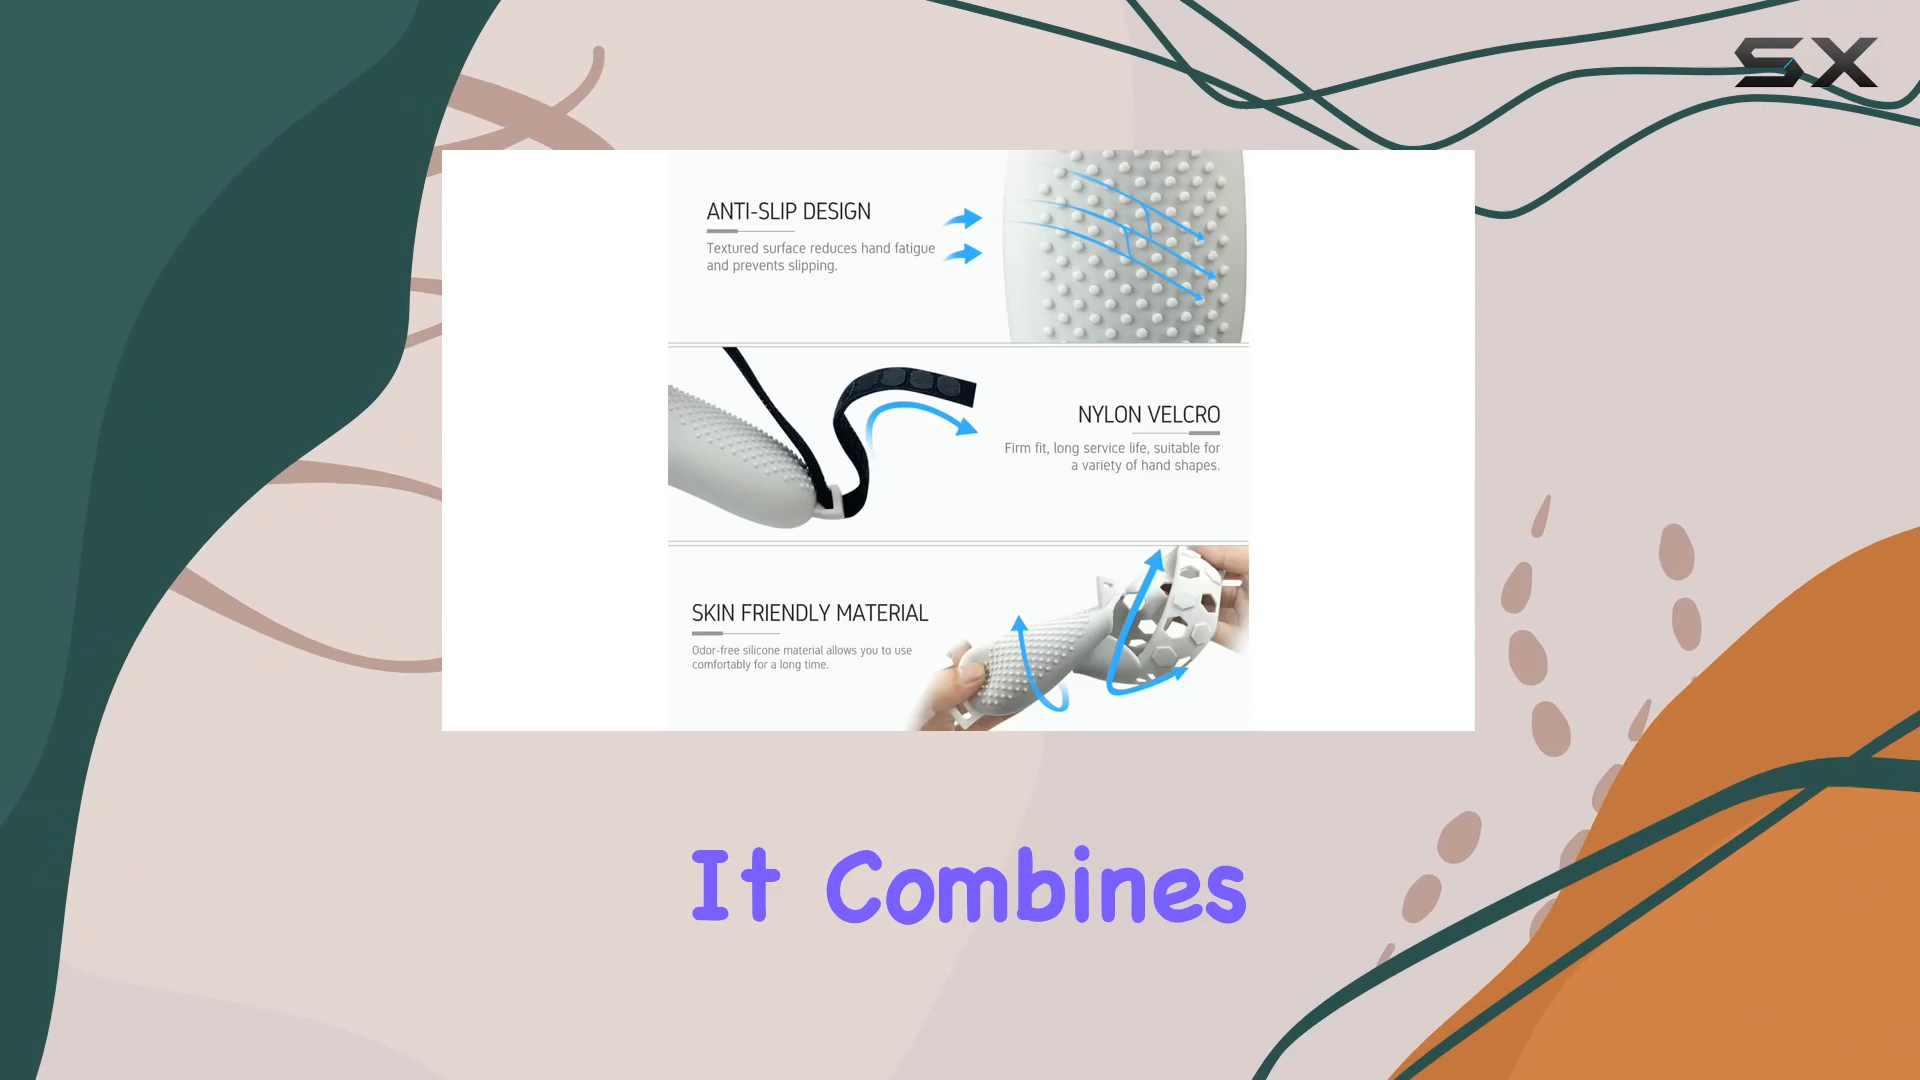 SX
ANTI-SLIP DESIGN
Textured surface reduces hand fatigue
and prevents slipping.
NYLON VELCRO
Firm fit, long service life, suitable for
a variety of hand shapes.
SKIN FRIENDLY MATERIAL
Odor-free silicone material allows you to use
comfortably for a long time.
It Combines